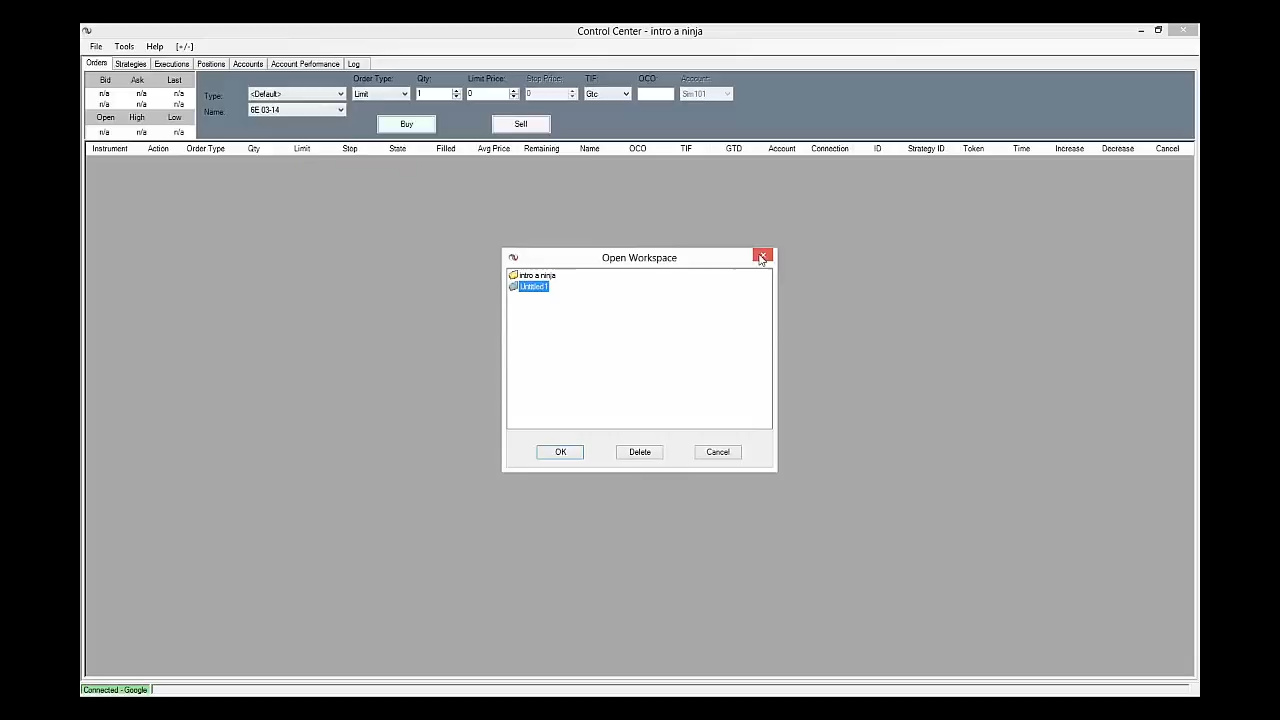 Control Center - intro a ninja
File Tools Help [+/-]
Orders Strategies Executions Positions Accounts Account Performance Log
Bid Ask Last
n/a n/a n/a
n/a n/a n/a
Open High Low
n/a n/a n/a
Type: <Default>
Name: 6E 03-14
Order Type: Qty: Limit Price: Stop Price: TIF: OCO: Account:
Limit 1 0 0 Gtc Sim101
Buy Sell
Instrument Action Order Type Qty Limit Stop State Filled Avg Price Remaining Name OCO TIF GTD Account Connection ID Strategy ID Token Time Increase Decrease Cancel
Open Workspace
intro a ninja
Untitled1
OK Delete Cancel
Connected - Google